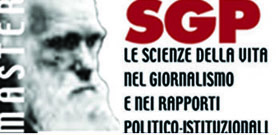 MASTER
SGP
LE SCIENZE DELLA VITA
NEL GIORNALISMO
E NEI RAPPORTI
POLITICO-ISTITUZIONALI